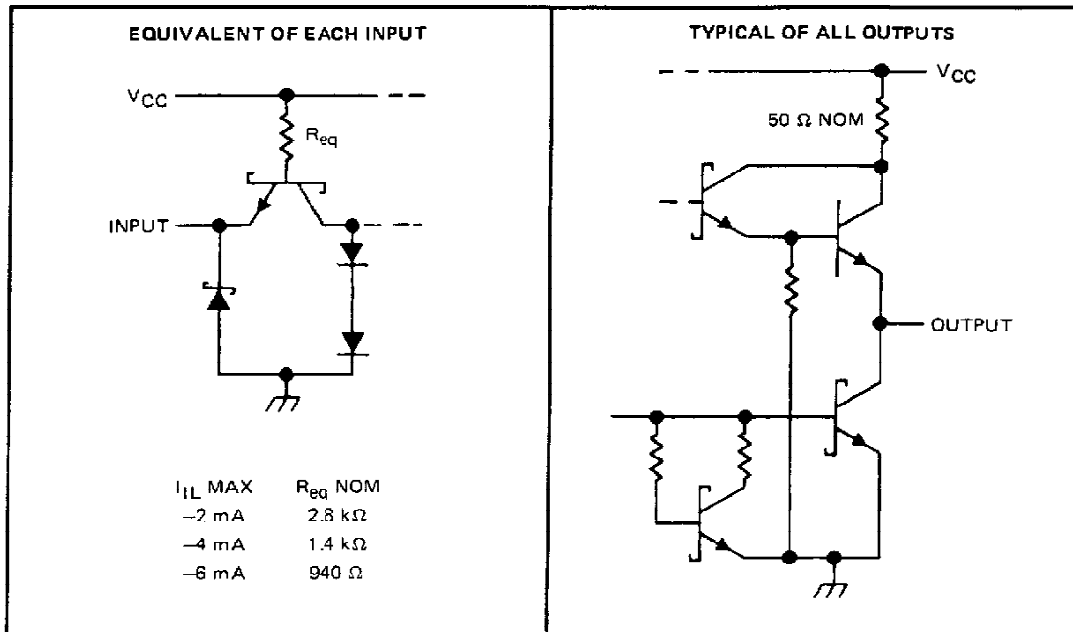 EQUIVALENT OF EACH INPUT
VCC
Req
INPUT
IIL MAX Req NOM
–2 mA 2.8 kΩ
–4 mA 1.4 kΩ
–6 mA 940 Ω
TYPICAL OF ALL OUTPUTS
VCC
50 Ω NOM
OUTPUT